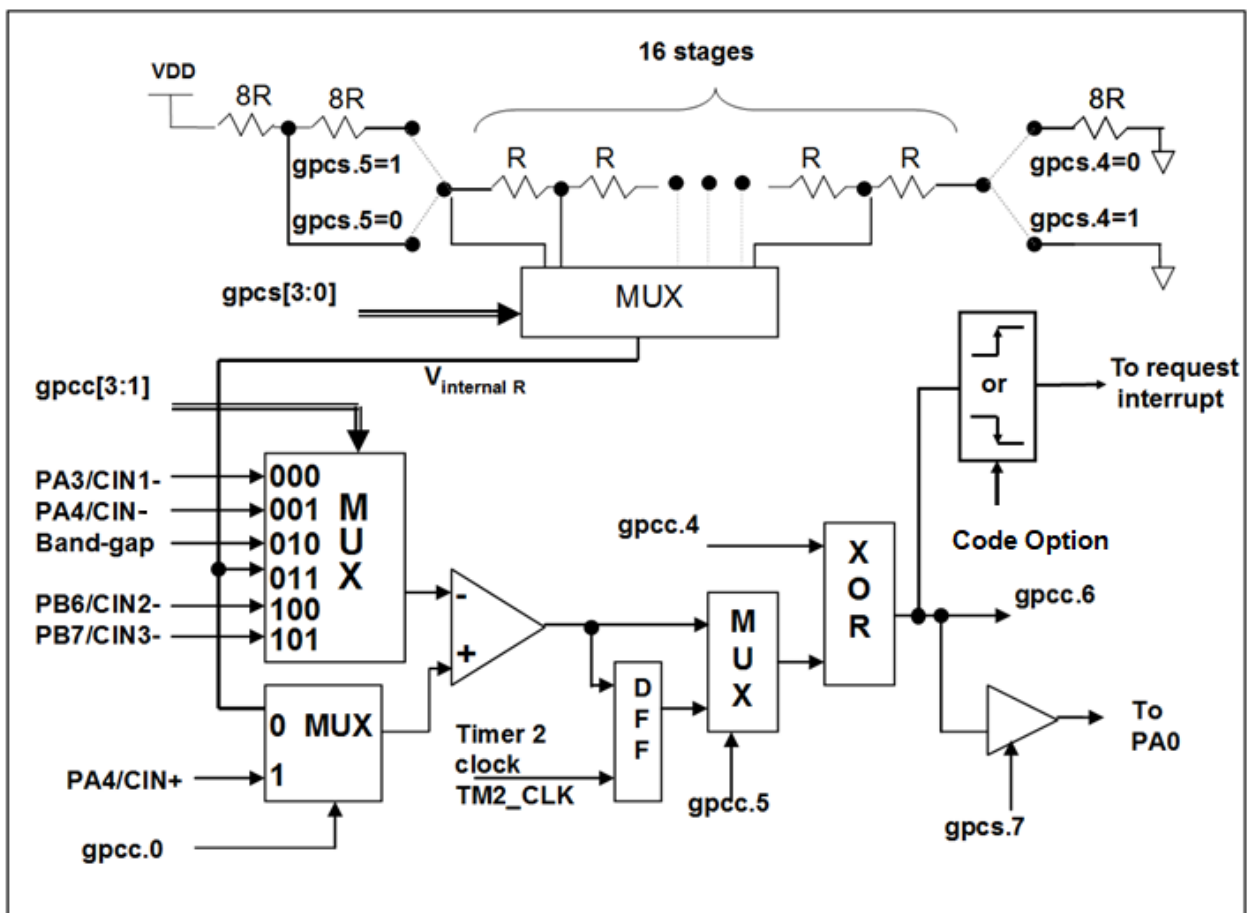 16 stages
VDD
8R
8R
8R
gpcs.5=1
R
R
R
R
gpcs.4=0
gpcs.5=0
gpcs.4=1
gpcs[3:0]
MUX
V internal R
gpcc[3:1]
or
To request
interrupt
Code Option
PA3/CIN1-
PA4/CIN-
Band-gap
PB6/CIN2-
PB7/CIN3-
000
001
010
011
100
101
M
U
X
-
+
gpcc.4
X
O
R
gpcc.6
M
U
X
D
F
F
0 MUX
1
PA4/CIN+
gpcc.0
Timer 2
clock
TM2_CLK
gpcc.5
gpcs.7
To
PA0